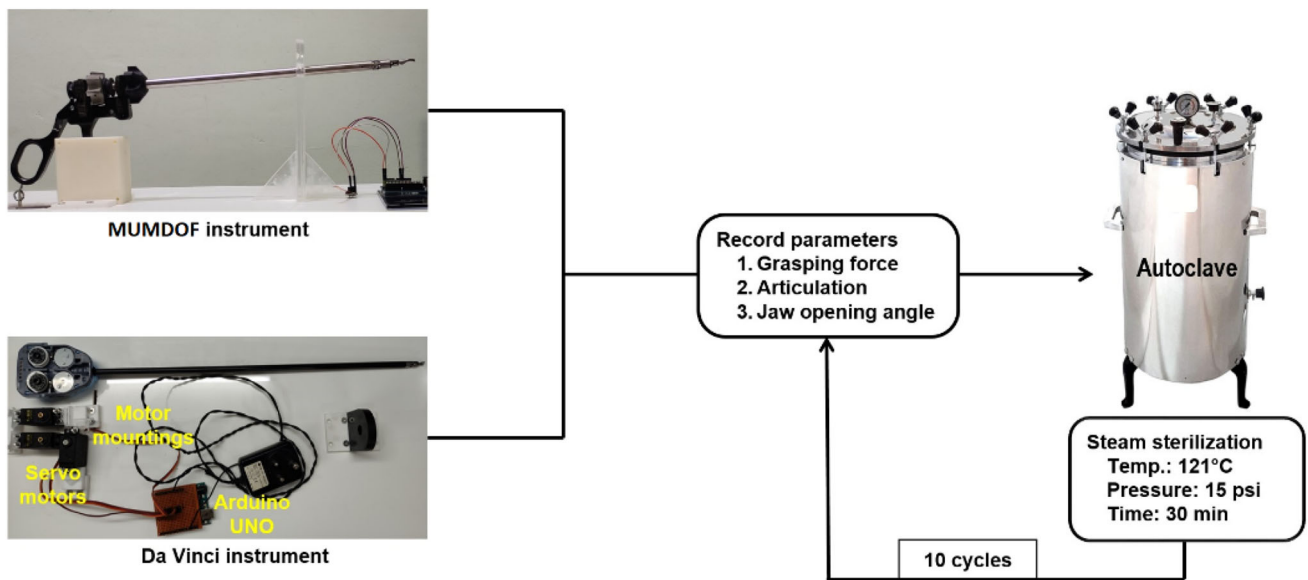 MUMDOF instrument
Motor
mountings
Servo
motors
Arduino
UNO
Da Vinci instrument
Record parameters
1. Grasping force
2. Articulation
3. Jaw opening angle
Autoclave
Steam sterilization
Temp.: 121°C
Pressure: 15 psi
Time: 30 min
10 cycles